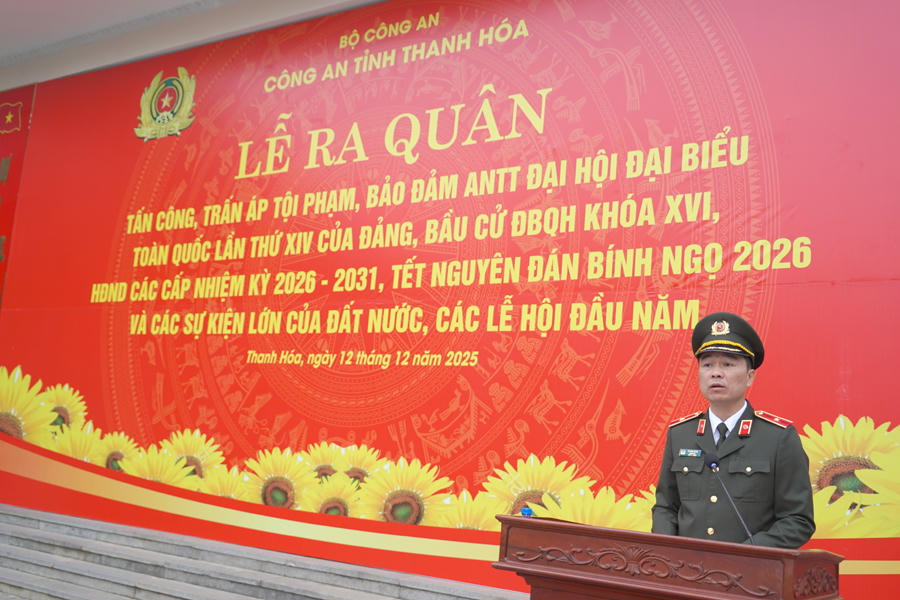 BỘ CÔNG AN
CÔNG AN TỈNH THANH HÓA
LỄ RA QUÂN
TẤN CÔNG, TRẤN ÁP TỘI PHẠM, BẢO ĐẢM ANTT ĐẠI HỘI ĐẠI BIỂU
TOÀN QUỐC LẦN THỨ XIV CỦA ĐẢNG, BẦU CỬ ĐBQH KHÓA XVI,
HĐND CÁC CẤP NHIỆM KỲ 2026 - 2031, TẾT NGUYÊN ĐÁN BÍNH NGỌ 2026
VÀ CÁC SỰ KIỆN LỚN CỦA ĐẤT NƯỚC, CÁC LỄ HỘI ĐẦU NĂM
Thanh Hóa, ngày 12 tháng 12 năm 2025